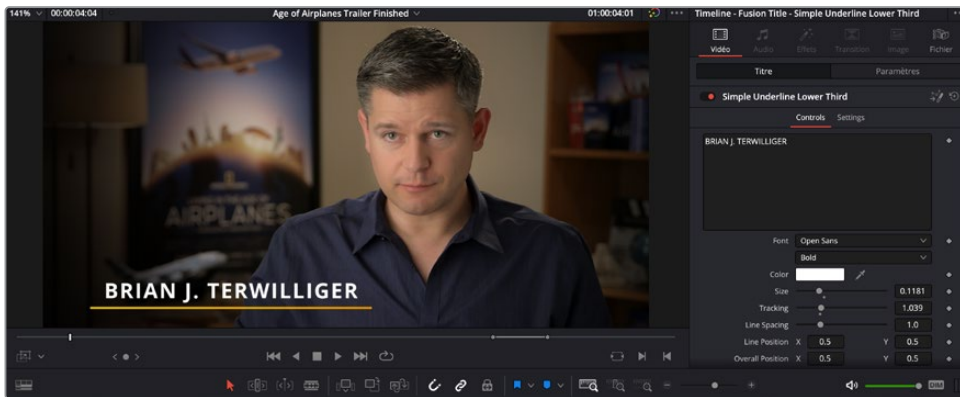 141% 00:00:04:04 Age of Airplanes Trailer Finished 01:00:04:01 Timeline - Fusion Title - Simple Underline Lower Third
Vidéo Audio Effets Transition Image Fichier
Titre Paramètres
Simple Underline Lower Third
Controls Settings
BRIAN J. TERWILLIGER
AIRPLANES
BRIAN J. TERWILLIGER
Font Open Sans
Bold
Color
Size 0.1181
Tracking 1.039
Line Spacing 1.0
Line Position X 0.5 Y 0.5
Overall Position X 0.5 Y 0.5
DIM